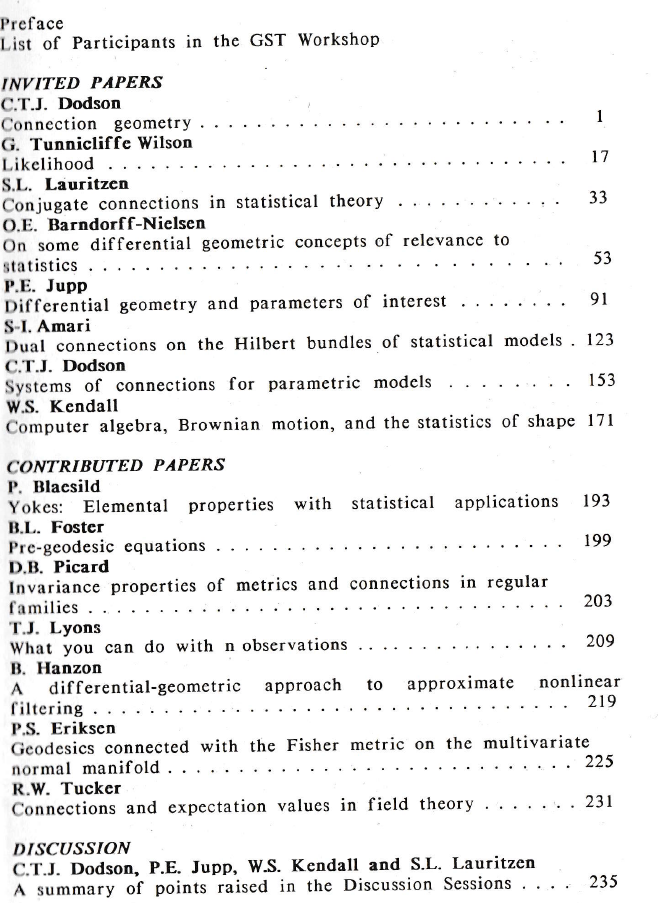 Preface
List of Participants in the GST Workshop
INVITED PAPERS
C.T.J. Dodson
Connection geometry . . . . . . . . . . . . . . . . . . . . . . . . . . . 1
G. Tunnicliffe Wilson
Likelihood . . . . . . . . . . . . . . . . . . . . . . . . . . . . . . . . 17
S.L. Lauritzen
Conjugate connections in statistical theory . . . . . . . . . . . . 33
O.E. Barndorff-Nielsen
On some differential geometric concepts of relevance to
statistics . . . . . . . . . . . . . . . . . . . . . . . . . . . . . . . . . 53
P.E. Jupp
Differential geometry and parameters of interest . . . . . . . . 91
S-I. Amari
Dual connections on the Hilbert bundles of statistical models . 123
C.T.J. Dodson
Systems of connections for parametric models . . . . . . . . 153
W.S. Kendall
Computer algebra, Brownian motion, and the statistics of shape 171
CONTRIBUTED PAPERS
P. Blaesild
Yokes: Elemental properties with statistical applications 193
B.L. Foster
Pre-geodesic equations . . . . . . . . . . . . . . . . . . . . . . . . . 199
D.B. Picard
Invariance properties of metrics and connections in regular
families . . . . . . . . . . . . . . . . . . . . . . . . . . . . . . . . . . 203
T.J. Lyons
What you can do with n observations . . . . . . . . . . . . . . . . 209
B. Hanzon
A differential-geometric approach to approximate nonlinear
filtering . . . . . . . . . . . . . . . . . . . . . . . . . . . . . . . . . . 219
P.S. Eriksen
Geodesics connected with the Fisher metric on the multivariate
normal manifold . . . . . . . . . . . . . . . . . . . . . . . . . . . . . 225
R.W. Tucker
Connections and expectation values in field theory . . . . . . . 231
DISCUSSION
C.T.J. Dodson, P.E. Jupp, W.S. Kendall and S.L. Lauritzen
A summary of points raised in the Discussion Sessions . . . . 235